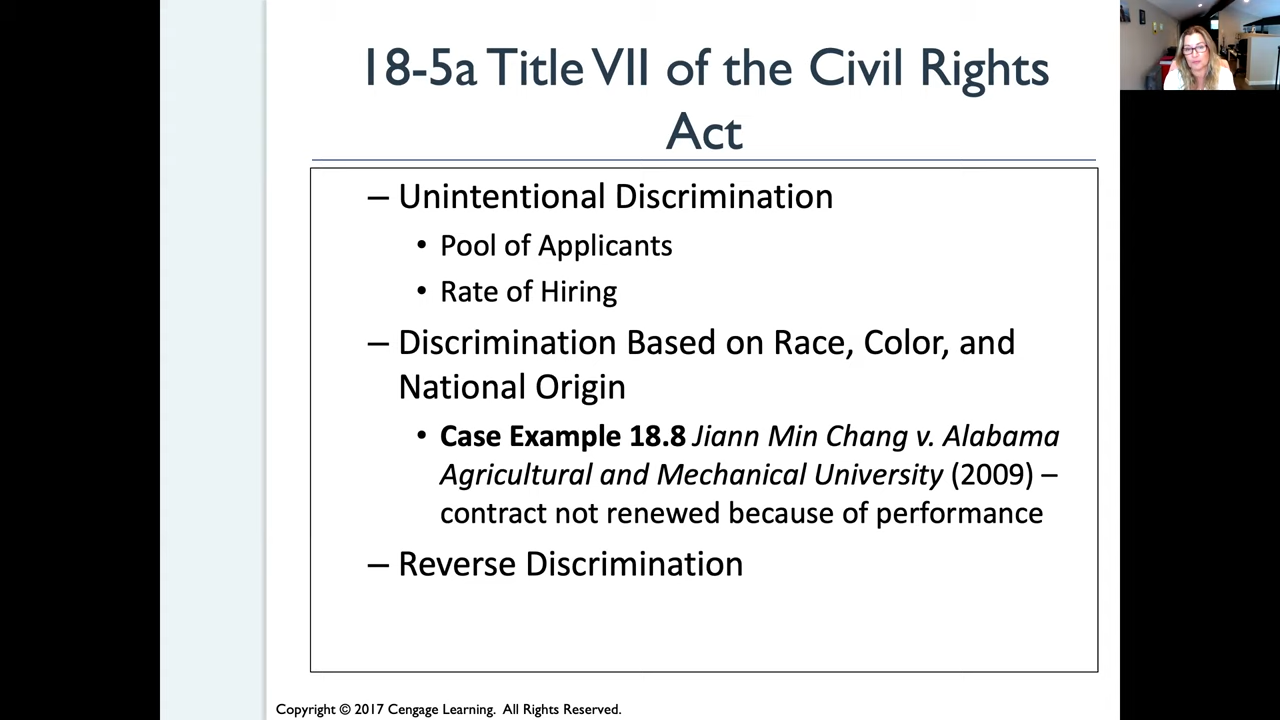 18-5a Title VII of the Civil Rights
Act
– Unintentional Discrimination
• Pool of Applicants
• Rate of Hiring
– Discrimination Based on Race, Color, and
National Origin
• Case Example 18.8 Jiann Min Chang v. Alabama
Agricultural and Mechanical University (2009) –
contract not renewed because of performance
– Reverse Discrimination
Copyright © 2017 Cengage Learning. All Rights Reserved.